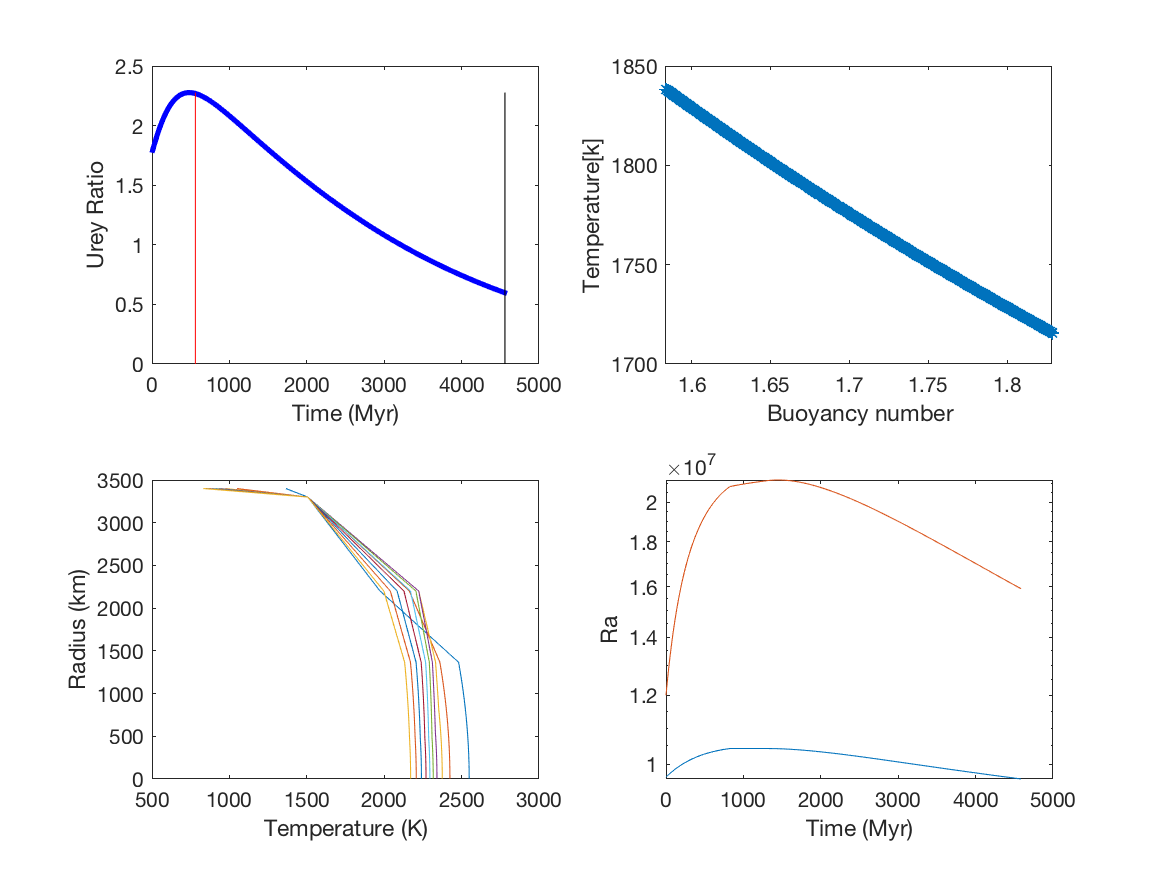 2.5
2
1.5
1
0.5
0
Urey Ratio
0 1000 2000 3000 4000 5000
Time (Myr)
1850
1800
1750
1700
Temperature[k]
1.6 1.65 1.7 1.75 1.8
Buoyancy number
3500
3000
2500
2000
1500
1000
500
0
Radius (km)
500 1000 1500 2000 2500 3000
Temperature (K)
×10⁷
2
1.8
1.6
1.4
1.2
1
Ra
0 1000 2000 3000 4000 5000
Time (Myr)